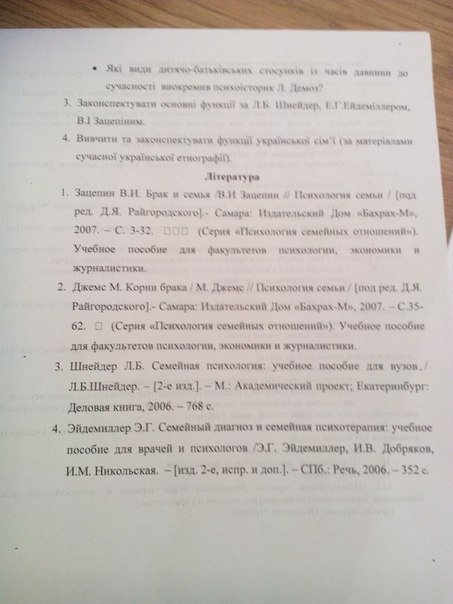 • Які види дитячо-батьківських стосунків із часів давнини до
сучасності виокремив психоісторик Л. Демоз?
3. Законспектувати основні функції за Л.Б. Шнейдер, Е.Г.Ейдеміллером,
В.І Зацепіним.
4. Вивчити та законспектувати функції української сім'ї (за матеріалами
сучасної української етнографії).
Література
1. Зацепин В.И. Брак и семья /В.И Зацепин // Психология семьи / [под
ред. Д.Я. Райгородского].- Самара: Издательский Дом «Бахрах-М»,
2007. – С. 3-32. □□□ (Серия «Психология семейных отношений»).
Учебное пособие для факультетов психологии, экономики и
журналистики.
2. Джемс М. Корни брака / М. Джемс // Психология семьи / [под ред. Д.Я.
Райгородского].- Самара: Издательский Дом «Бахрах-М», 2007. – С.35-
62. □ (Серия «Психология семейных отношений»). Учебное пособие
для факультетов психологии, экономики и журналистики.
3. Шнейдер Л.Б. Семейная психология: учебное пособие для вузов./
Л.Б.Шнейдер. – [2-е изд.]. – М.: Академический проект; Екатеринбург:
Деловая книга, 2006. – 768 с.
4. Эйдемиллер Э.Г. Семейный диагноз и семейная психотерапия: учебное
пособие для врачей и психологов /Э.Г. Эйдемиллер, И.В. Добряков,
И.М. Никольская. – [изд. 2-е, испр. и доп.]. – СПб.: Речь, 2006. – 352 с.